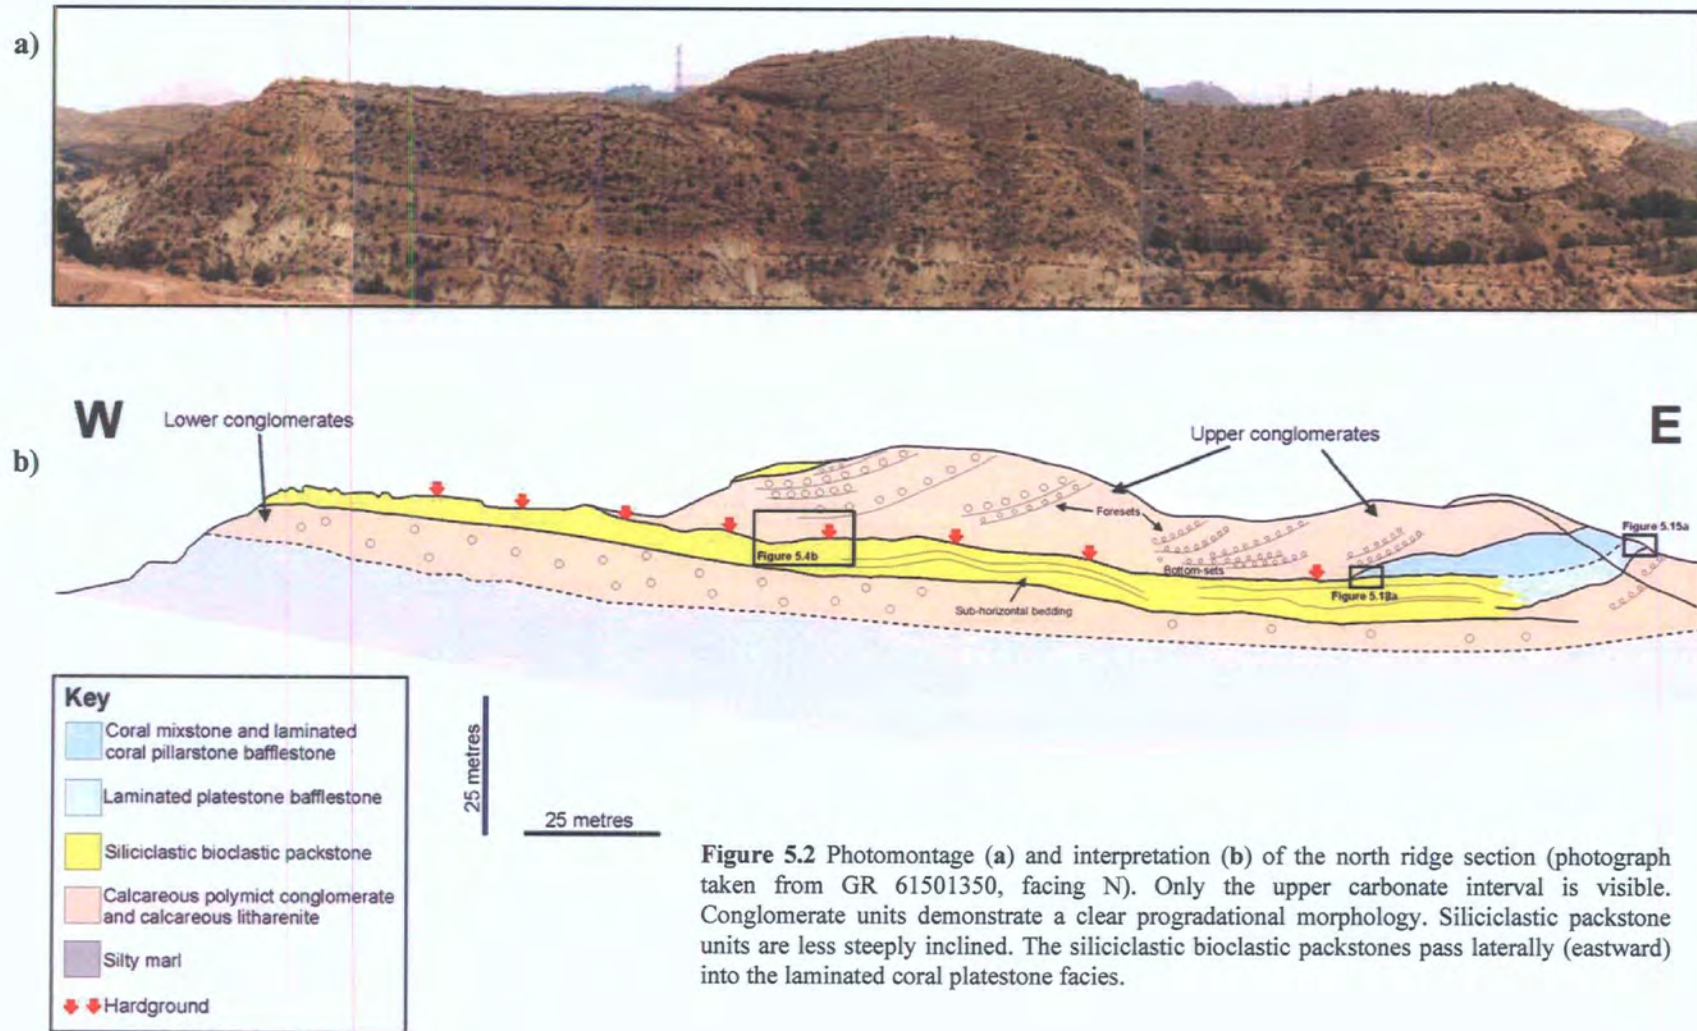 a)
W
E
b)
Lower conglomerates
Upper conglomerates
Foresets
Bottom-sets
Figure 5.15a
Figure 5.4b
Figure 5.18a
Sub-horizontal bedding
Key
Coral mixstone and laminated
coral pillarstone bafflestone
Laminated platestone bafflestone
Siliciclastic bioclastic packstone
Calcareous polymict conglomerate
and calcareous litharenite
Silty marl
Hardground
25 metres
25 metres
Figure 5.2 Photomontage (a) and interpretation (b) of the north ridge section (photograph
taken from GR 61501350, facing N). Only the upper carbonate interval is visible.
Conglomerate units demonstrate a clear progradational morphology. Siliciclastic packstone
units are less steeply inclined. The siliciclastic bioclastic packstones pass laterally (eastward)
into the laminated coral platestone facies.